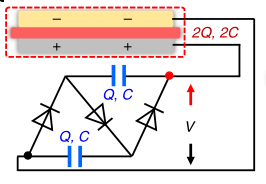 − −
+ +
2Q, 2C
Q, C
Q, C
V